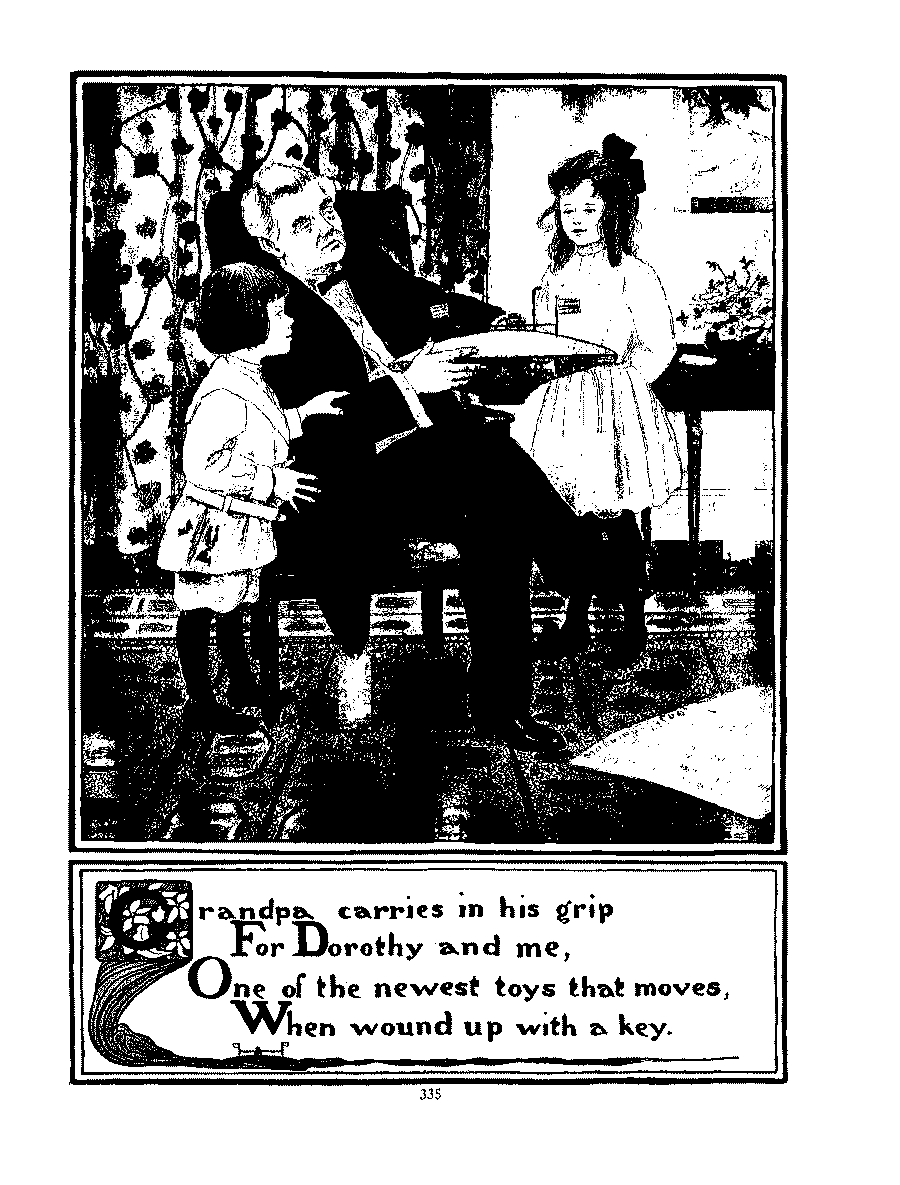 Grandpa carries in his grip
For Dorothy and me,
One of the newest toys that moves,
When wound up with a key.
335